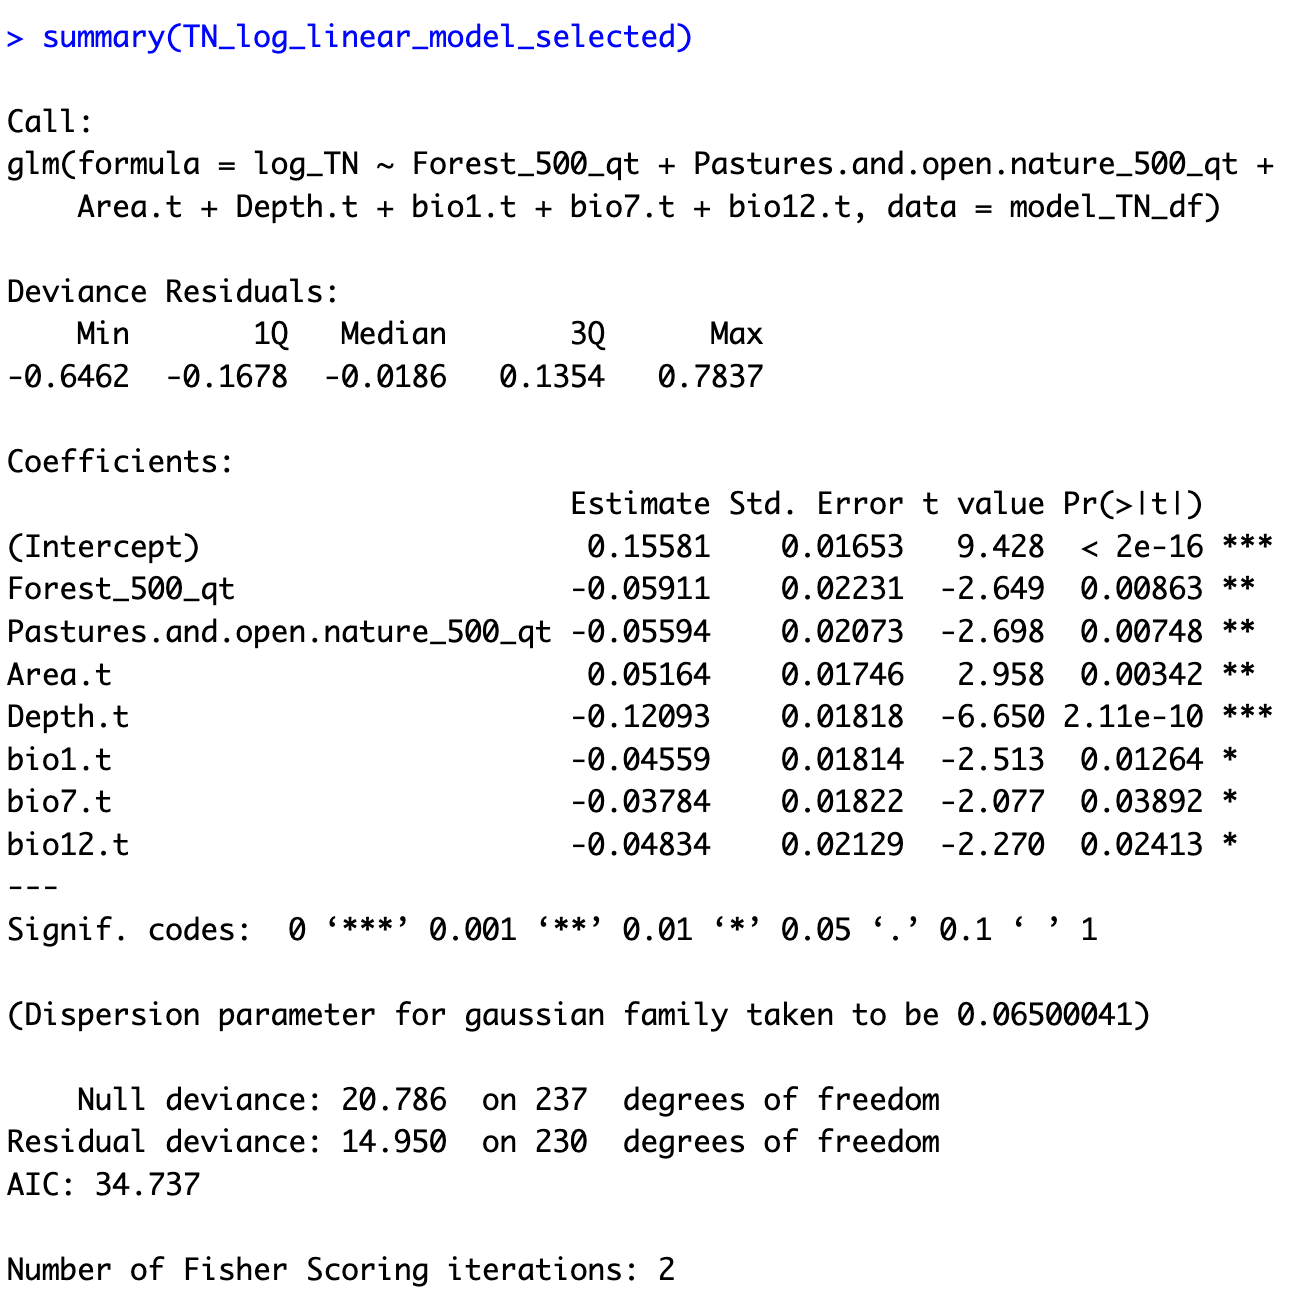 > summary(TN_log_linear_model_selected)
Call:
glm(formula = log_TN ~ Forest_500_qt + Pastures.and.open.nature_500_qt +
    Area.t + Depth.t + bio1.t + bio7.t + bio12.t, data = model_TN_df)
Deviance Residuals:
    Min       1Q   Median       3Q      Max
-0.6462  -0.1678  -0.0186   0.1354   0.7837
Coefficients:
                                Estimate Std. Error t value Pr(>|t|)
(Intercept)                      0.15581    0.01653   9.428  < 2e-16 ***
Forest_500_qt                   -0.05911    0.02231  -2.649  0.00863 **
Pastures.and.open.nature_500_qt -0.05594    0.02073  -2.698  0.00748 **
Area.t                           0.05164    0.01746   2.958  0.00342 **
Depth.t                         -0.12093    0.01818  -6.650 2.11e-10 ***
bio1.t                          -0.04559    0.01814  -2.513  0.01264 *
bio7.t                          -0.03784    0.01822  -2.077  0.03892 *
bio12.t                         -0.04834    0.02129  -2.270  0.02413 *
---
Signif. codes:  0 ‘***’ 0.001 ‘**’ 0.01 ‘*’ 0.05 ‘.’ 0.1 ‘ ’ 1
(Dispersion parameter for gaussian family taken to be 0.06500041)
    Null deviance: 20.786  on 237  degrees of freedom
Residual deviance: 14.950  on 230  degrees of freedom
AIC: 34.737
Number of Fisher Scoring iterations: 2